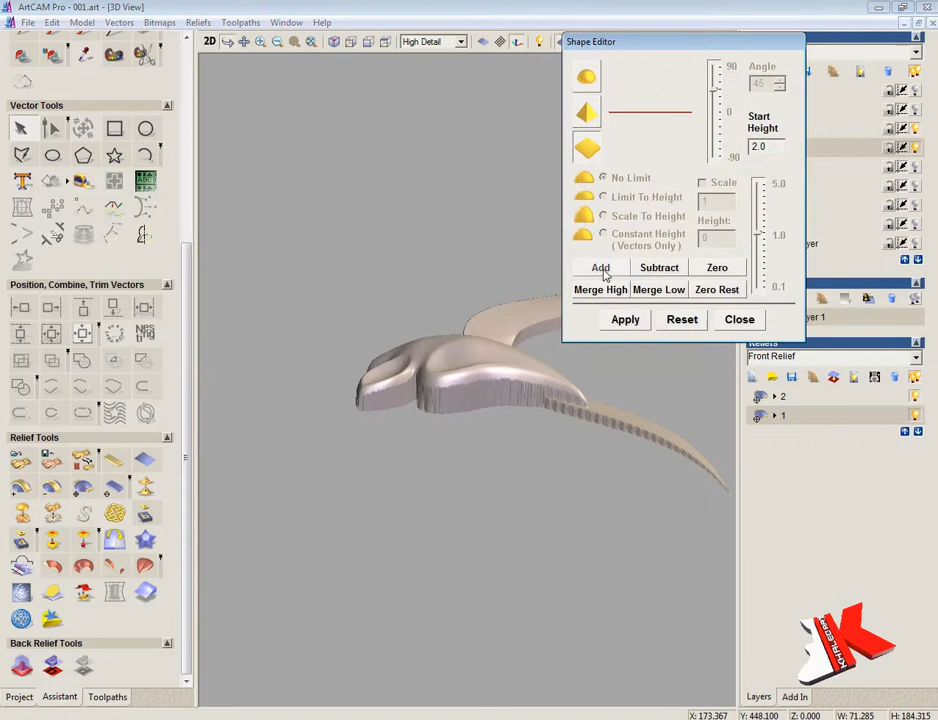 ArtCAM Pro - 001.art - [3D View]
File Edit Model Vectors Bitmaps Reliefs Toolpaths Window Help
2D High Detail
Shape Editor
90 Angle
45
0 Start Height
2.0
-90
No Limit Scale 5.0
Limit To Height 1
Scale To Height Height:
Constant Height 0 1.0
( Vectors Only )
Add Subtract Zero
Merge High Merge Low Zero Rest 0.1
Apply Reset Close
Vector Tools
Position, Combine, Trim Vectors
Relief Tools
Back Relief Tools
Project Assistant Toolpaths
Reliefs
Front Relief
2
1
Layers Add In
KHALEDRA
X: 173.367 Y: 448.100 Z: 0.000 W: 71.285 H: 184.315